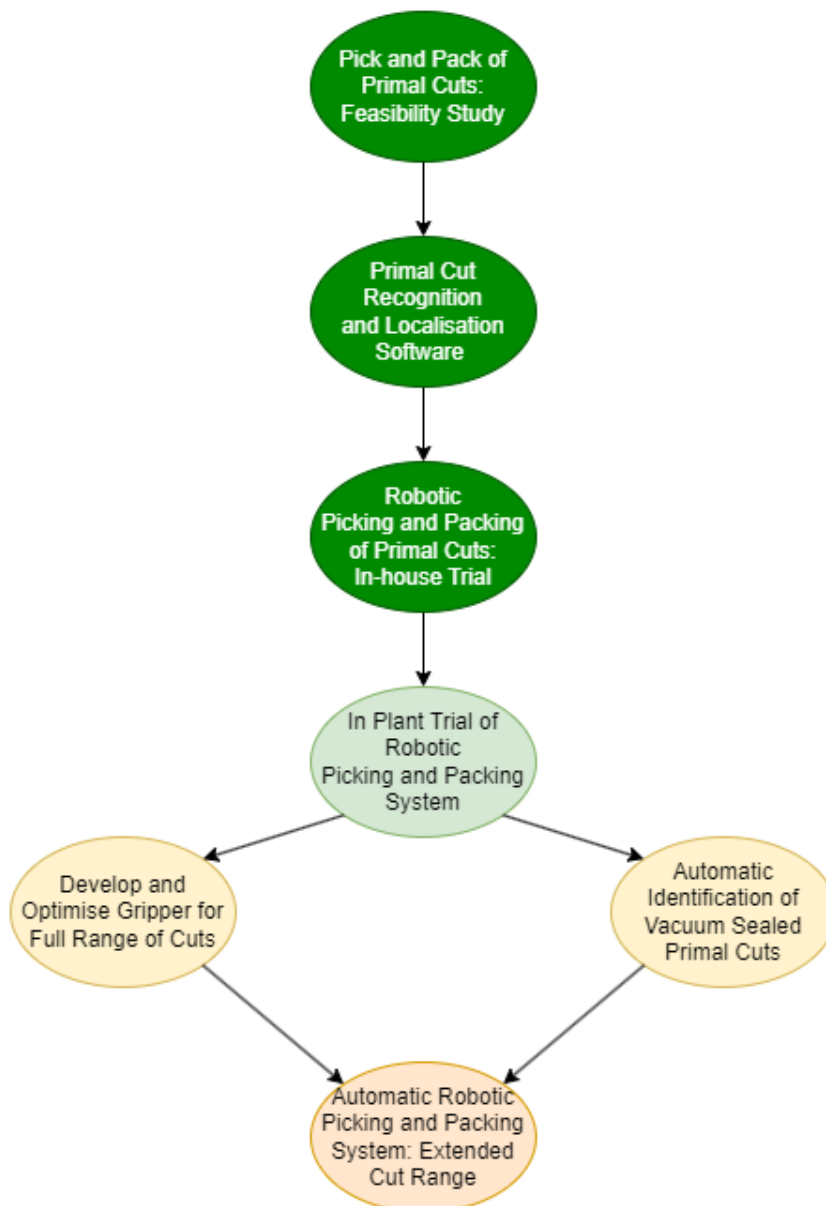 Pick and Pack of
Primal Cuts:
Feasibility Study
Primal Cut
Recognition
and Localisation
Software
Robotic
Picking and Packing
of Primal Cuts:
In-house Trial
In Plant Trial of
Robotic
Picking and Packing
System
Develop and
Optimise Gripper for
Full Range of Cuts
Automatic
Identification of
Vacuum Sealed
Primal Cuts
Automatic Robotic
Picking and Packing
System: Extended
Cut Range